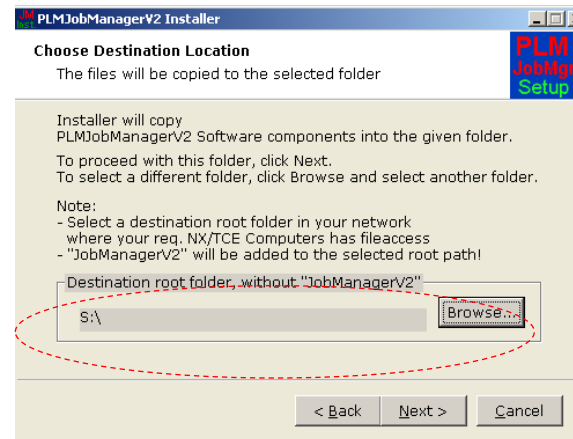 JM
Inst
PLMJobManagerV2 Installer
Choose Destination Location
The files will be copied to the selected folder
PLM
JobMgr
Setup
Installer will copy
PLMJobManagerV2 Software components into the given folder.
To proceed with this folder, click Next.
To select a different folder, click Browse and select another folder.
Note:
- Select a destination root folder in your network
where your req. NX/TCE Computers has fileaccess
- "JobManagerV2" will be added to the selected root path!
Destination root folder, without "JobManagerV2"
S:\
Browse...
< Back
Next >
Cancel